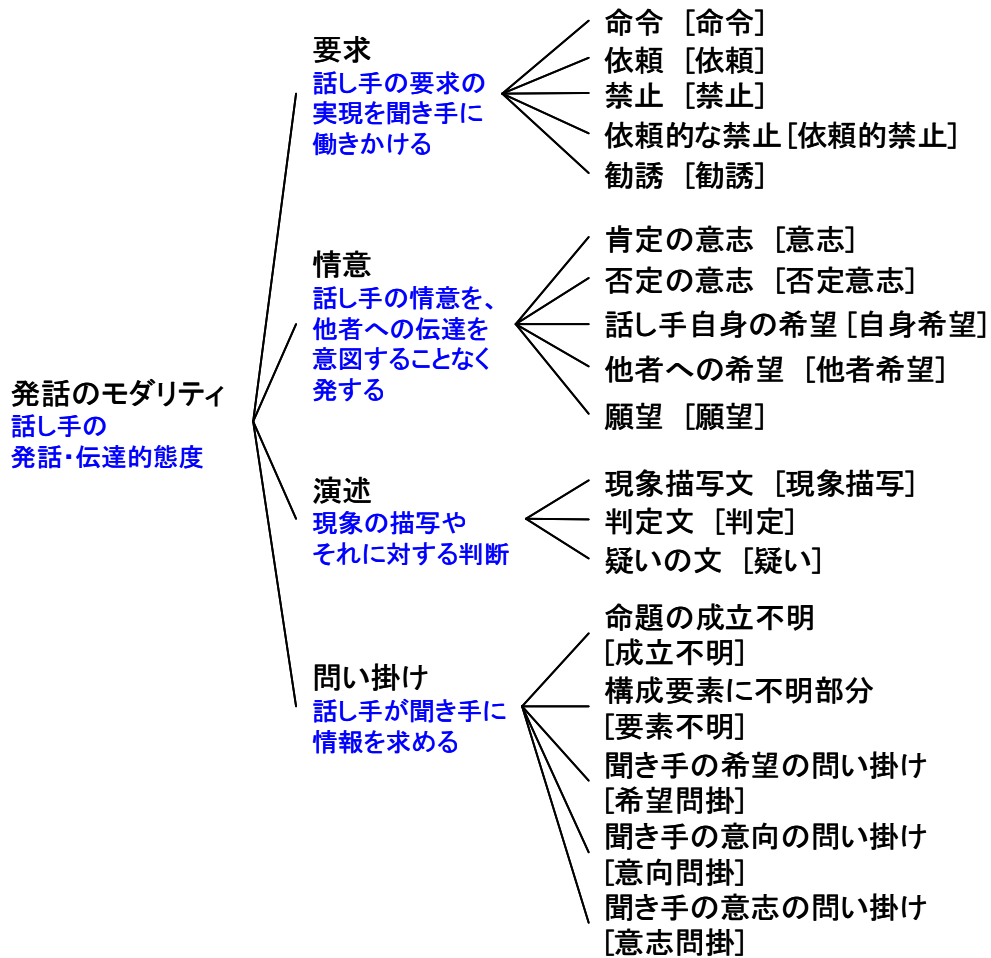 発話のモダリティ
話し手の
発話・伝達的態度
要求
話し手の要求の
実現を聞き手に
働きかける
命令 [命令]
依頼 [依頼]
禁止 [禁止]
依頼的な禁止[依頼的禁止]
勧誘 [勧誘]
情意
話し手の情意を、
他者への伝達を
意図することなく
発する
肯定の意志 [意志]
否定の意志 [否定意志]
話し手自身の希望[自身希望]
他者への希望 [他者希望]
願望 [願望]
演述
現象の描写や
それに対する判断
現象描写文 [現象描写]
判定文 [判定]
疑いの文 [疑い]
問い掛け
話し手が聞き手に
情報を求める
命題の成立不明
[成立不明]
構成要素に不明部分
[要素不明]
聞き手の希望の問い掛け
[希望問掛]
聞き手の意向の問い掛け
[意向問掛]
聞き手の意志の問い掛け
[意志問掛]